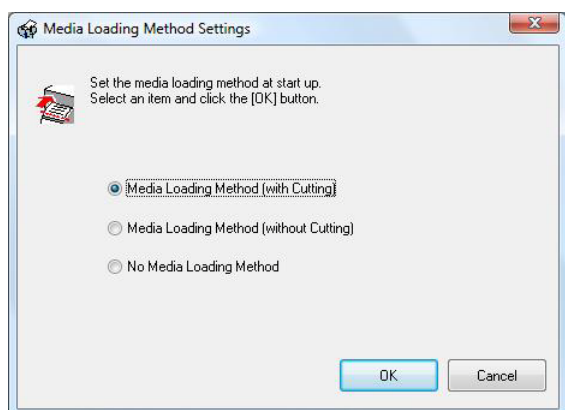 Media Loading Method Settings
Set the media loading method at start up.
Select an item and click the [OK] button.
Media Loading Method (with Cutting)
Media Loading Method (without Cutting)
No Media Loading Method
OK
Cancel